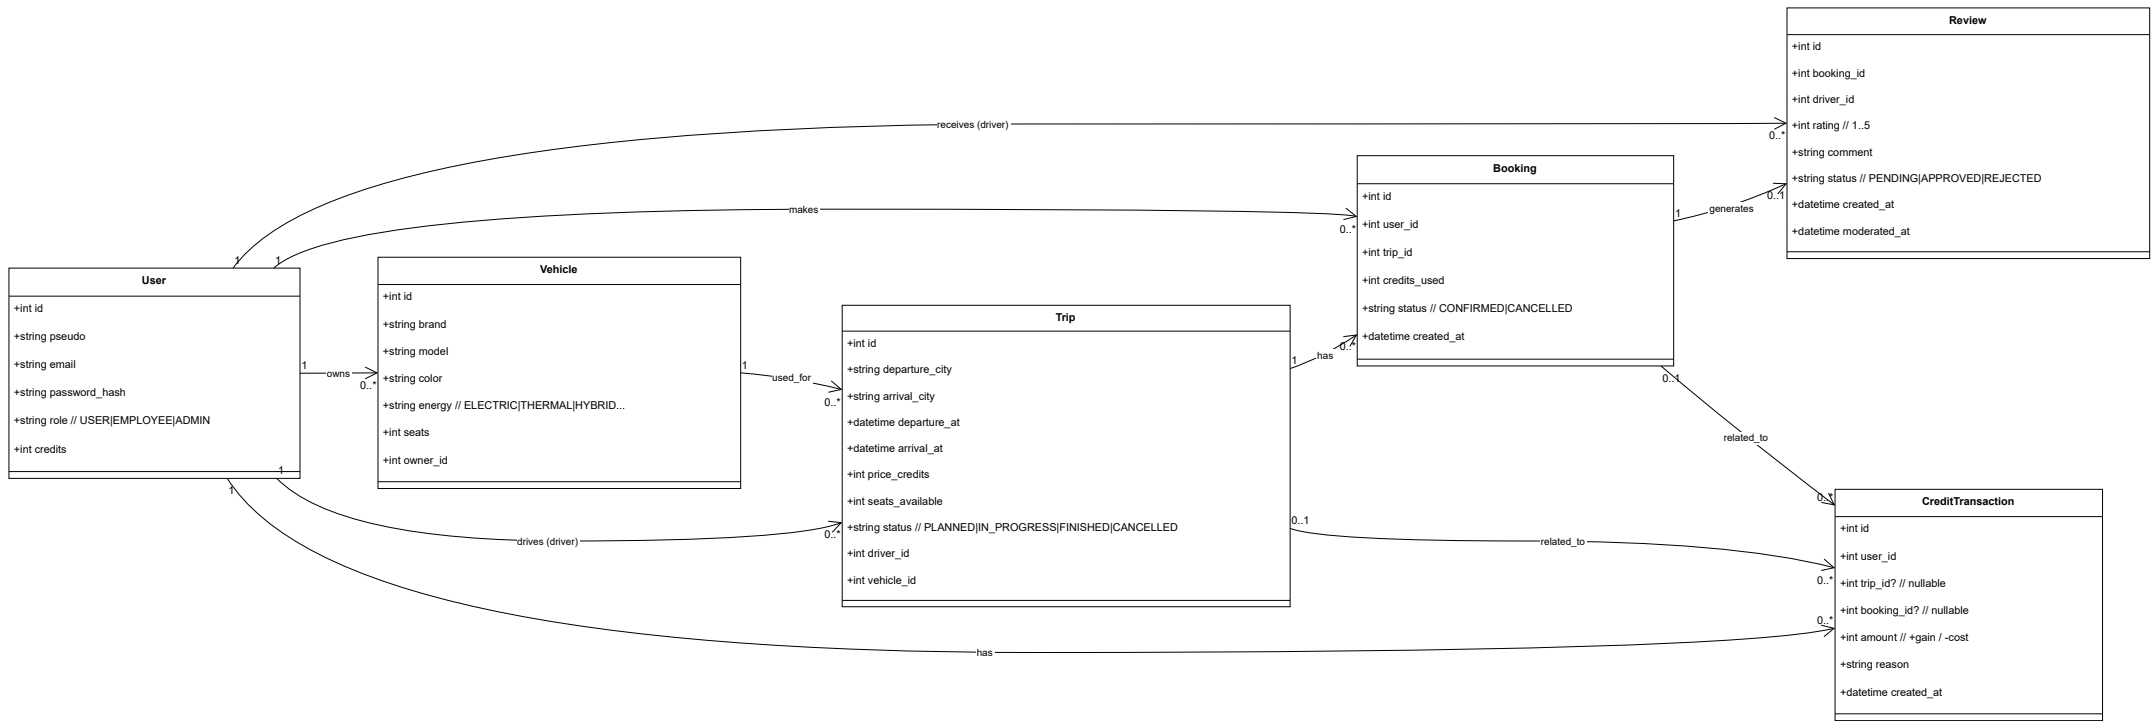 Review
+int id
+int booking_id
+int driver_id
+int rating // 1..5
+string comment
+string status // PENDING|APPROVED|REJECTED
+datetime created_at
+datetime moderated_at
receives (driver)
1
0..*
Booking
+int id
+int user_id
+int trip_id
+int credits_used
+string status // CONFIRMED|CANCELLED
+datetime created_at
makes
1
0..*
generates
1
0..1
User
+int id
+string pseudo
+string email
+string password_hash
+string role // USER|EMPLOYEE|ADMIN
+int credits
owns
1
0..*
Vehicle
+int id
+string brand
+string model
+string color
+string energy // ELECTRIC|THERMAL|HYBRID...
+int seats
+int owner_id
used_for
1
0..*
Trip
+int id
+string departure_city
+string arrival_city
+datetime departure_at
+datetime arrival_at
+int price_credits
+int seats_available
+string status // PLANNED|IN_PROGRESS|FINISHED|CANCELLED
+int driver_id
+int vehicle_id
has
1
0..*
drives (driver)
1
0..*
related_to
0..1
0..*
related_to
0..1
0..*
has
1
0..*
CreditTransaction
+int id
+int user_id
+int trip_id? // nullable
+int booking_id? // nullable
+int amount // +gain / -cost
+string reason
+datetime created_at